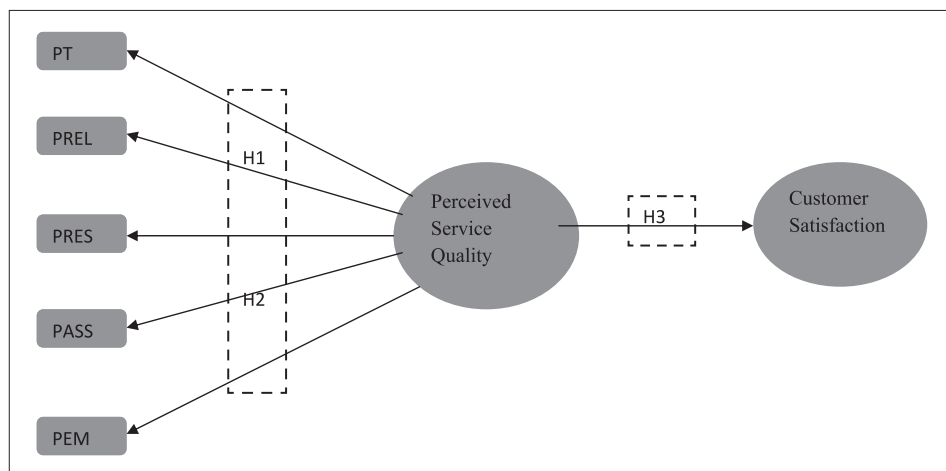 PT
PREL
PRES
PASS
PEM
H1
H2
Perceived
Service
Quality
H3
Customer
Satisfaction